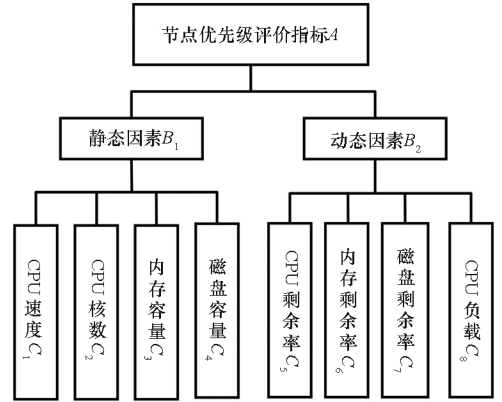 节点优先级评价指标A
静态因素B₁
动态因素B₂
CPU速度C₁
CPU核数C₂
内存容量C₃
磁盘容量C₄
CPU剩余率C₅
内存剩余率C₆
磁盘剩余率C₇
CPU负载C₈